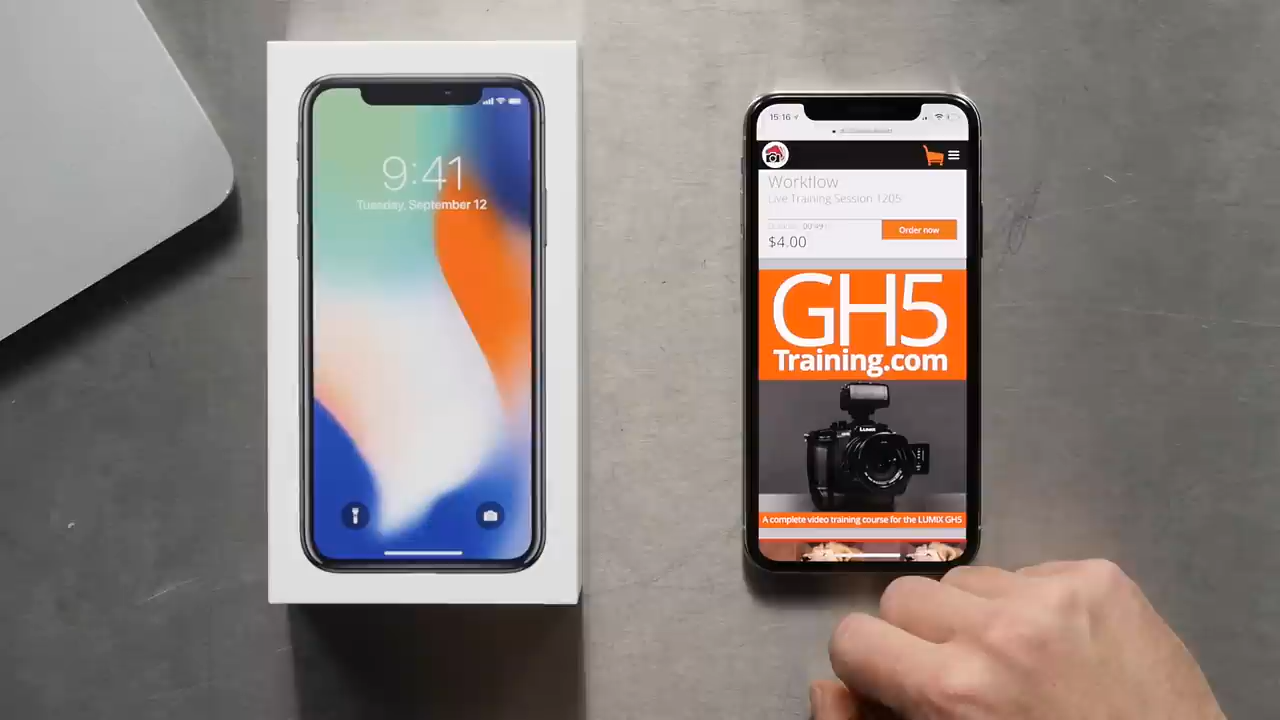 9:41
Tuesday, September 12
15:16
Workflow
Live Training Session 1205
$4.00
Order now
GH5
Training.com
LUMIX
A complete video training course for the LUMIX GH5